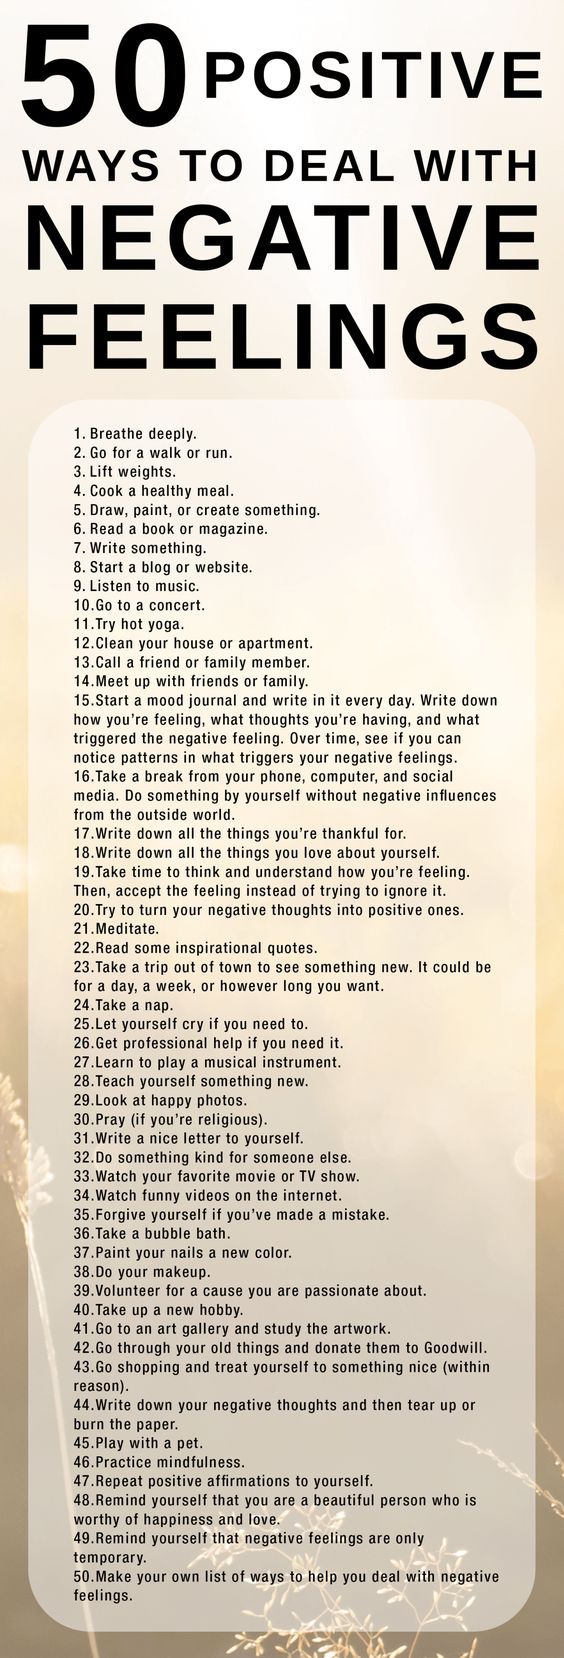 50 POSITIVE
WAYS TO DEAL WITH
NEGATIVE
FEELINGS
1. Breathe deeply.
2. Go for a walk or run.
3. Lift weights.
4. Cook a healthy meal.
5. Draw, paint, or create something.
6. Read a book or magazine.
7. Write something.
8. Start a blog or website.
9. Listen to music.
10.Go to a concert.
11.Try hot yoga.
12.Clean your house or apartment.
13.Call a friend or family member.
14.Meet up with friends or family.
15.Start a mood journal and write in it every day. Write down
how you’re feeling, what thoughts you’re having, and what
triggered the negative feeling. Over time, see if you can
notice patterns in what triggers your negative feelings.
16.Take a break from your phone, computer, and social
media. Do something by yourself without negative influences
from the outside world.
17.Write down all the things you’re thankful for.
18.Write down all the things you love about yourself.
19.Take time to think and understand how you’re feeling.
Then, accept the feeling instead of trying to ignore it.
20.Try to turn your negative thoughts into positive ones.
21.Meditate.
22.Read some inspirational quotes.
23.Take a trip out of town to see something new. It could be
for a day, a week, or however long you want.
24.Take a nap.
25.Let yourself cry if you need to.
26.Get professional help if you need it.
27.Learn to play a musical instrument.
28.Teach yourself something new.
29.Look at happy photos.
30.Pray (if you’re religious).
31.Write a nice letter to yourself.
32.Do something kind for someone else.
33.Watch your favorite movie or TV show.
34.Watch funny videos on the internet.
35.Forgive yourself if you’ve made a mistake.
36.Take a bubble bath.
37.Paint your nails a new color.
38.Do your makeup.
39.Volunteer for a cause you are passionate about.
40.Take up a new hobby.
41.Go to an art gallery and study the artwork.
42.Go through your old things and donate them to Goodwill.
43.Go shopping and treat yourself to something nice (within
reason).
44.Write down your negative thoughts and then tear up or
burn the paper.
45.Play with a pet.
46.Practice mindfulness.
47.Repeat positive affirmations to yourself.
48.Remind yourself that you are a beautiful person who is
worthy of happiness and love.
49.Remind yourself that negative feelings are only
temporary.
50.Make your own list of ways to help you deal with negative
feelings.